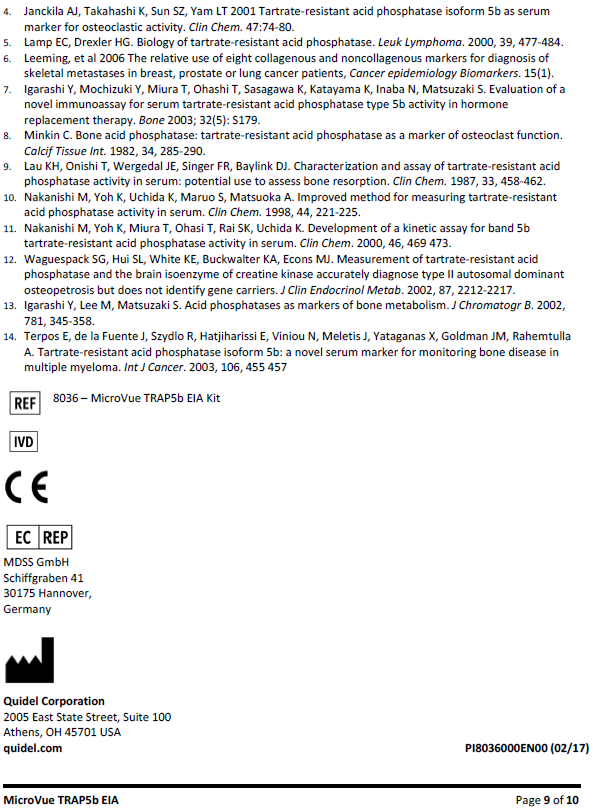 4. Janckila AJ, Takahashi K, Sun SZ, Yam LT 2001 Tartrate-resistant acid phosphatase isoform 5b as serum
marker for osteoclastic activity. Clin Chem. 47:74-80.
5. Lamp EC, Drexler HG. Biology of tartrate-resistant acid phosphatase. Leuk Lymphoma. 2000, 39, 477-484.
6. Leeming, et al 2006 The relative use of eight collagenous and noncollagenous markers for diagnosis of
skeletal metastases in breast, prostate or lung cancer patients, Cancer epidemiology Biomarkers. 15(1).
7. Igarashi Y, Mochizuki Y, Miura T, Ohashi T, Sasagawa K, Katayama K, Inaba N, Matsuzaki S. Evaluation of a
novel immunoassay for serum tartrate-resistant acid phosphatase type 5b activity in hormone
replacement therapy. Bone 2003; 32(5): S179.
8. Minkin C. Bone acid phosphatase: tartrate-resistant acid phosphatase as a marker of osteoclast function.
Calcif Tissue Int. 1982, 34, 285-290.
9. Lau KH, Onishi T, Wergedal JE, Singer FR, Baylink DJ. Characterization and assay of tartrate-resistant acid
phosphatase activity in serum: potential use to assess bone resorption. Clin Chem. 1987, 33, 458-462.
10. Nakanishi M, Yoh K, Uchida K, Maruo S, Matsuoka A. Improved method for measuring tartrate-resistant
acid phosphatase activity in serum. Clin Chem. 1998, 44, 221-225.
11. Nakanishi M, Yoh K, Miura T, Ohasi T, Rai SK, Uchida K. Development of a kinetic assay for band 5b
tartrate-resistant acid phosphatase activity in serum. Clin Chem. 2000, 46, 469 473.
12. Waguespack SG, Hui SL, White KE, Buckwalter KA, Econs MJ. Measurement of tartrate-resistant acid
phosphatase and the brain isoenzyme of creatine kinase accurately diagnose type II autosomal dominant
osteopetrosis but does not identify gene carriers. J Clin Endocrinol Metab. 2002, 87, 2212-2217.
13. Igarashi Y, Lee M, Matsuzaki S. Acid phosphatases as markers of bone metabolism. J Chromatogr B. 2002,
781, 345-358.
14. Terpos E, de la Fuente J, Szydlo R, Hatjiharissi E, Viniou N, Meletis J, Yataganas X, Goldman JM, Rahemtulla
A. Tartrate-resistant acid phosphatase isoform 5b: a novel serum marker for monitoring bone disease in
multiple myeloma. Int J Cancer. 2003, 106, 455 457
REF 8036 – MicroVue TRAP5b EIA Kit
IVD
CE
EC REP
MDSS GmbH
Schiffgraben 41
30175 Hannover,
Germany
Quidel Corporation
2005 East State Street, Suite 100
Athens, OH 45701 USA
quidel.com PI8036000EN00 (02/17)
MicroVue TRAP5b EIA Page 9 of 10